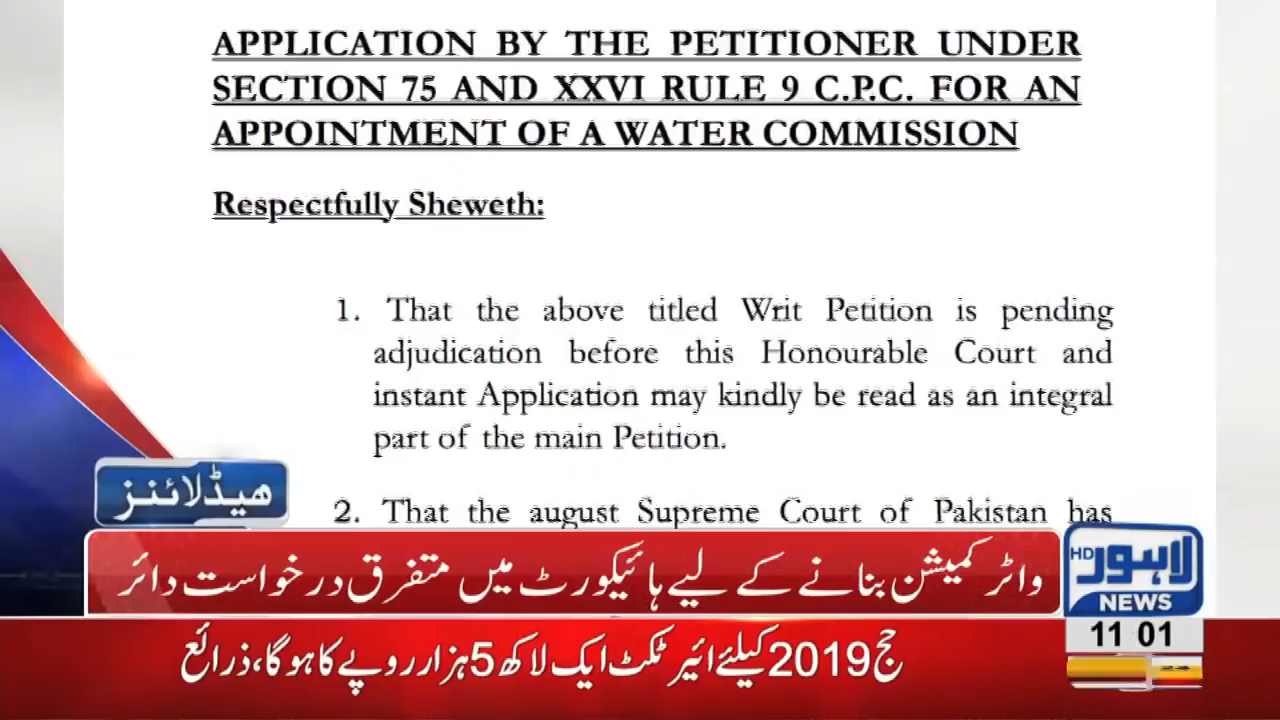 APPLICATION BY THE PETITIONER UNDER
SECTION 75 AND XXVI RULE 9 C.P.C. FOR AN
APPOINTMENT OF A WATER COMMISSION
Respectfully Sheweth:
1. That the above titled Writ Petition is pending
adjudication before this Honourable Court and
instant Application may kindly be read as an integral
part of the main Petition.
2. That the august Supreme Court of Pakistan has
ھیڈلائنز
واٹر کمیشن بنانے کے لیے ہائیکورٹ میں متفرق درخواست دائر
HD لاہور
NEWS
11 01
حج 2019 کیلئے ائیر ٹکٹ ایک لاکھ 5 ہزار روپے کا ہوگا، ذرائع
24